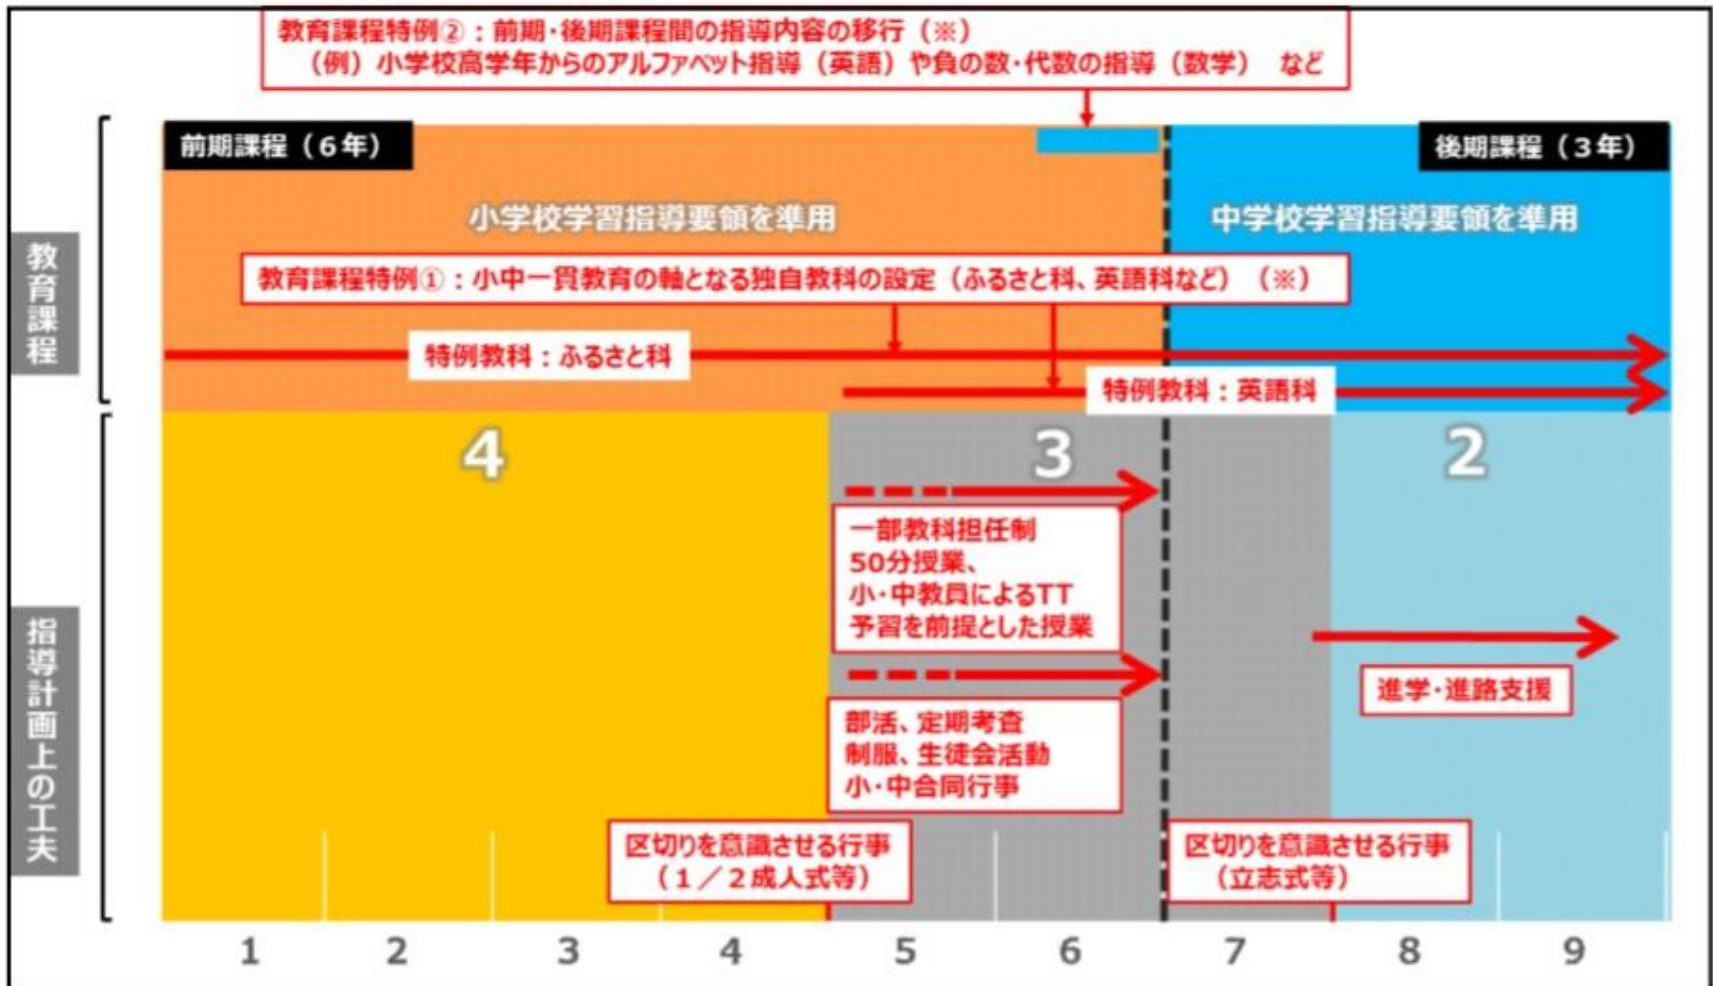 教育課程特例②：前期・後期課程間の指導内容の移行（※）
（例）小学校高学年からのアルファベット指導（英語）や負の数・代数の指導（数学）　など
前期課程（６年）
後期課程（３年）
小学校学習指導要領を準用
中学校学習指導要領を準用
教育課程
教育課程特例①：小中一貫教育の軸となる独自教科の設定（ふるさと科、英語科など）（※）
特例教科：ふるさと科
特例教科：英語科
4
3
2
指導計画上の工夫
一部教科担任制
50分授業、
小・中教員によるTT
予習を前提とした授業
進学・進路支援
部活、定期考査
制服、生徒会活動
小・中合同行事
区切りを意識させる行事
（１／２成人式等）
区切りを意識させる行事
（立志式等）
1 2 3 4 5 6 7 8 9